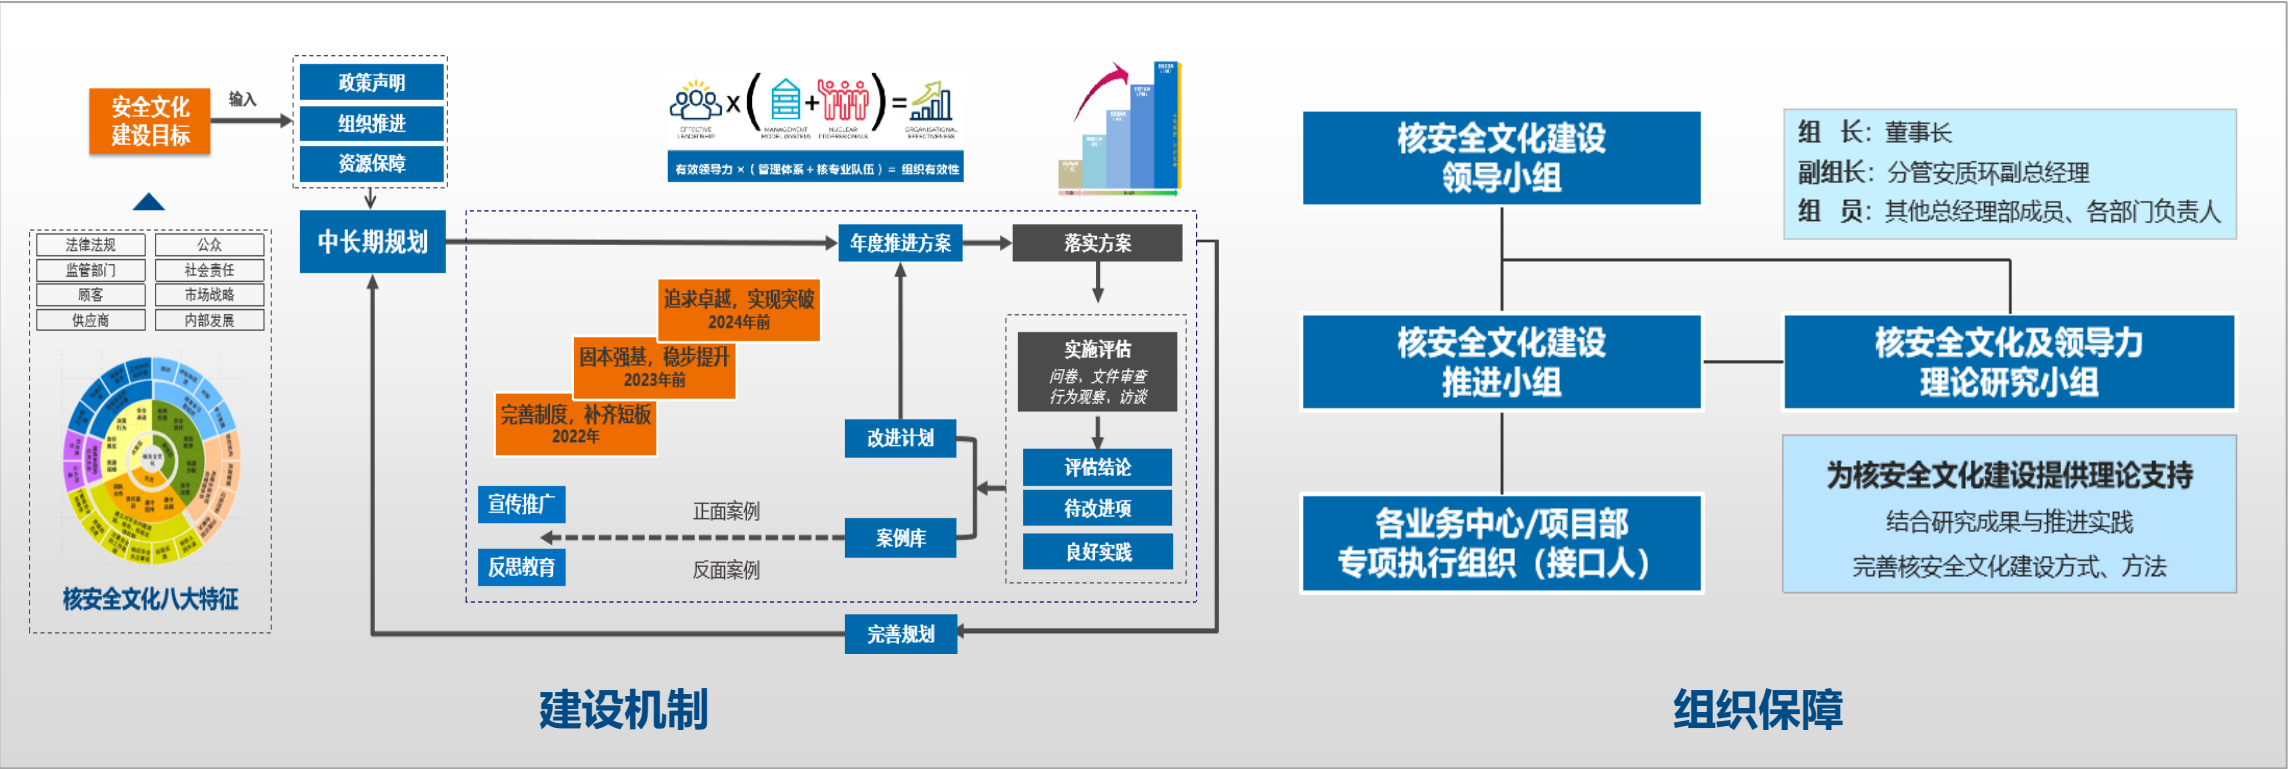 安全文化
建设目标
输入
政策声明
组织推进
资源保障
中长期规划
法律法规
公众
监管部门
社会责任
顾客
市场战略
供应商
内部发展
核安全文化八大特征
EFFECTIVE
LEADERSHIP
MANAGEMENT
MODEL (SYSTEM)
NUCLEAR
PROFESSIONALS
ORGANISATIONAL
EFFECTIVENESS
×(+)=
有效领导力 ×（ 管理体系 + 核专业队伍 ）= 组织有效性
年度推进方案
落实方案
追求卓越，实现突破
2024年前
固本强基，稳步提升
2023年前
完善制度，补齐短板
2022年
实施评估
问卷、文件审查
行为观察、访谈
评估结论
待改进项
良好实践
改进计划
案例库
宣传推广
正面案例
反思教育
反面案例
完善规划
建设机制
核安全文化建设
领导小组
组 长：董事长
副组长：分管安质环副总经理
组 员：其他总经理部成员、各部门负责人
核安全文化建设
推进小组
核安全文化及领导力
理论研究小组
各业务中心/项目部
专项执行组织（接口人）
为核安全文化建设提供理论支持
结合研究成果与推进实践
完善核安全文化建设方式、方法
组织保障